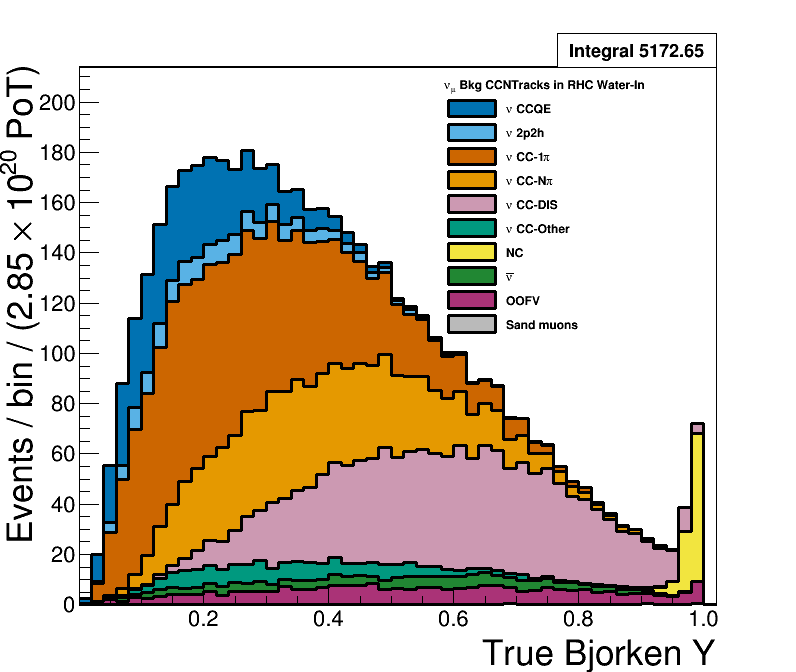 Integral 5172.65
ν_μ Bkg CCNTracks in RHC Water-In
ν CCQE
ν 2p2h
ν CC-1π
ν CC-Nπ
ν CC-DIS
ν CC-Other
NC
ν̅
OOFV
Sand muons
Events / bin / (2.85 × 10²⁰ PoT)
200
180
160
140
120
100
80
60
40
20
0
0.2 0.4 0.6 0.8 1.0
True Bjorken Y